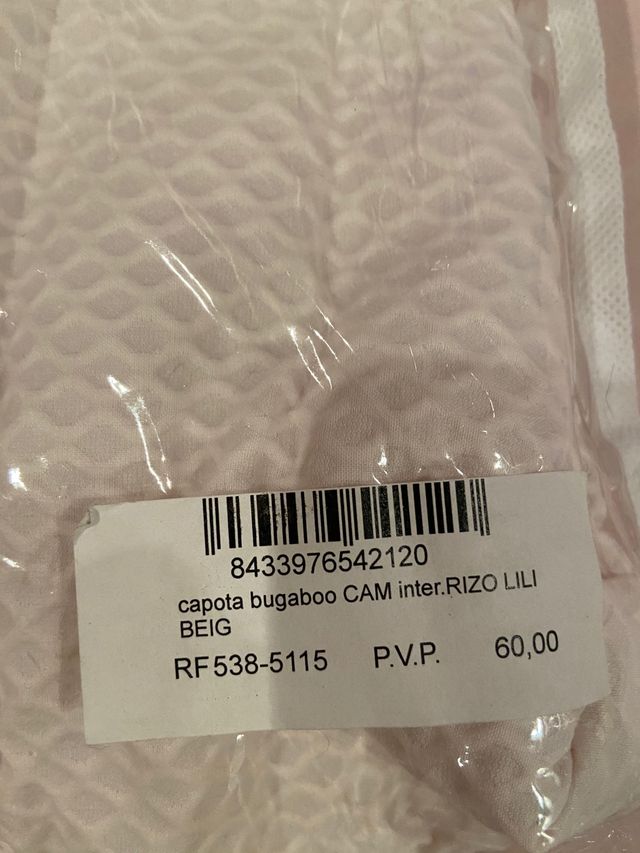 8433976542120
capota bugaboo CAM inter.RIZO LILI
BEIG
RF538-5115 P.V.P. 60,00